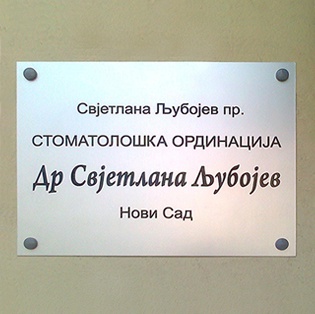 Свјетлана Љубојев пр.
СТОМАТОЛОШКА ОРДИНАЦИЈА
Др Свјетлана Љубојев
Нови Сад